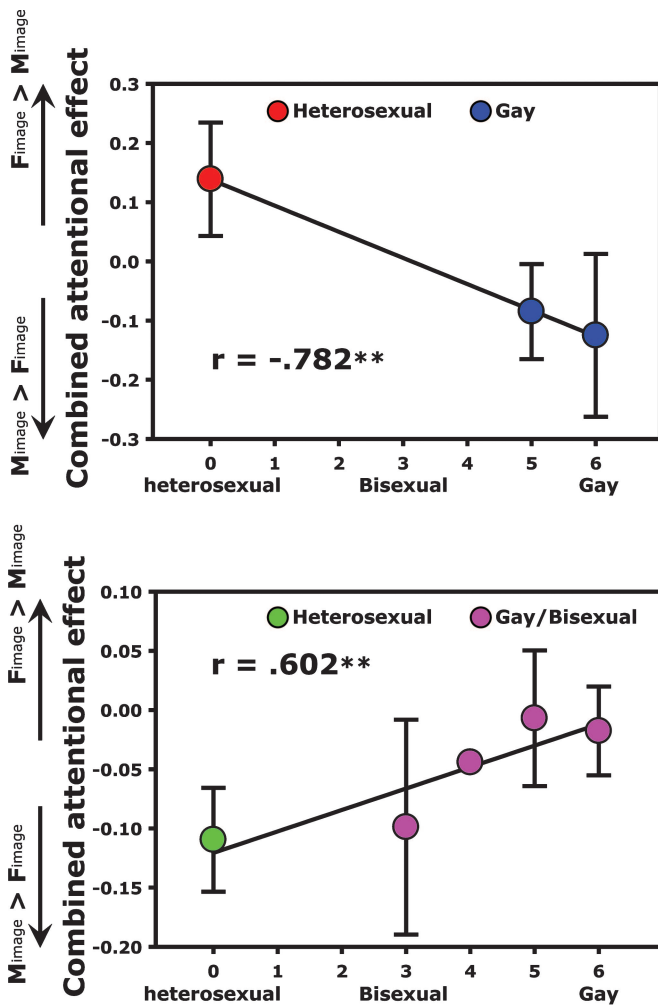 Fimage > Mimage
Mimage > Fimage
Combined attentional effect
0.3
0.2
0.1
0.0
-0.1
-0.2
-0.3
Heterosexual Gay
r = -.782**
0 1 2 3 4 5 6
heterosexual Bisexual Gay
Fimage > Mimage
Mimage > Fimage
Combined attentional effect
0.10
0.05
0.00
-0.05
-0.10
-0.15
-0.20
Heterosexual Gay/Bisexual
r = .602**
0 1 2 3 4 5 6
heterosexual Bisexual Gay